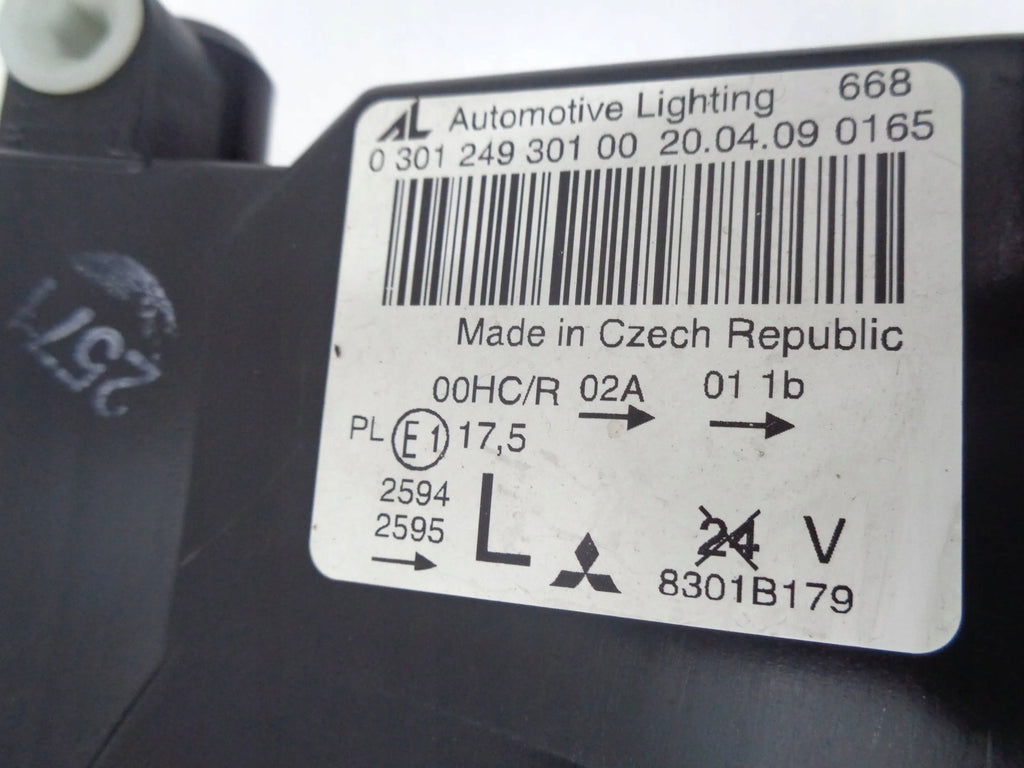 AL Automotive Lighting 668
0 301 249 301 00 20.04.09 0165
Made in Czech Republic
00HC/R 02A 01 1b
PL E1 17,5
2594
2595
L
24 V
8301B179